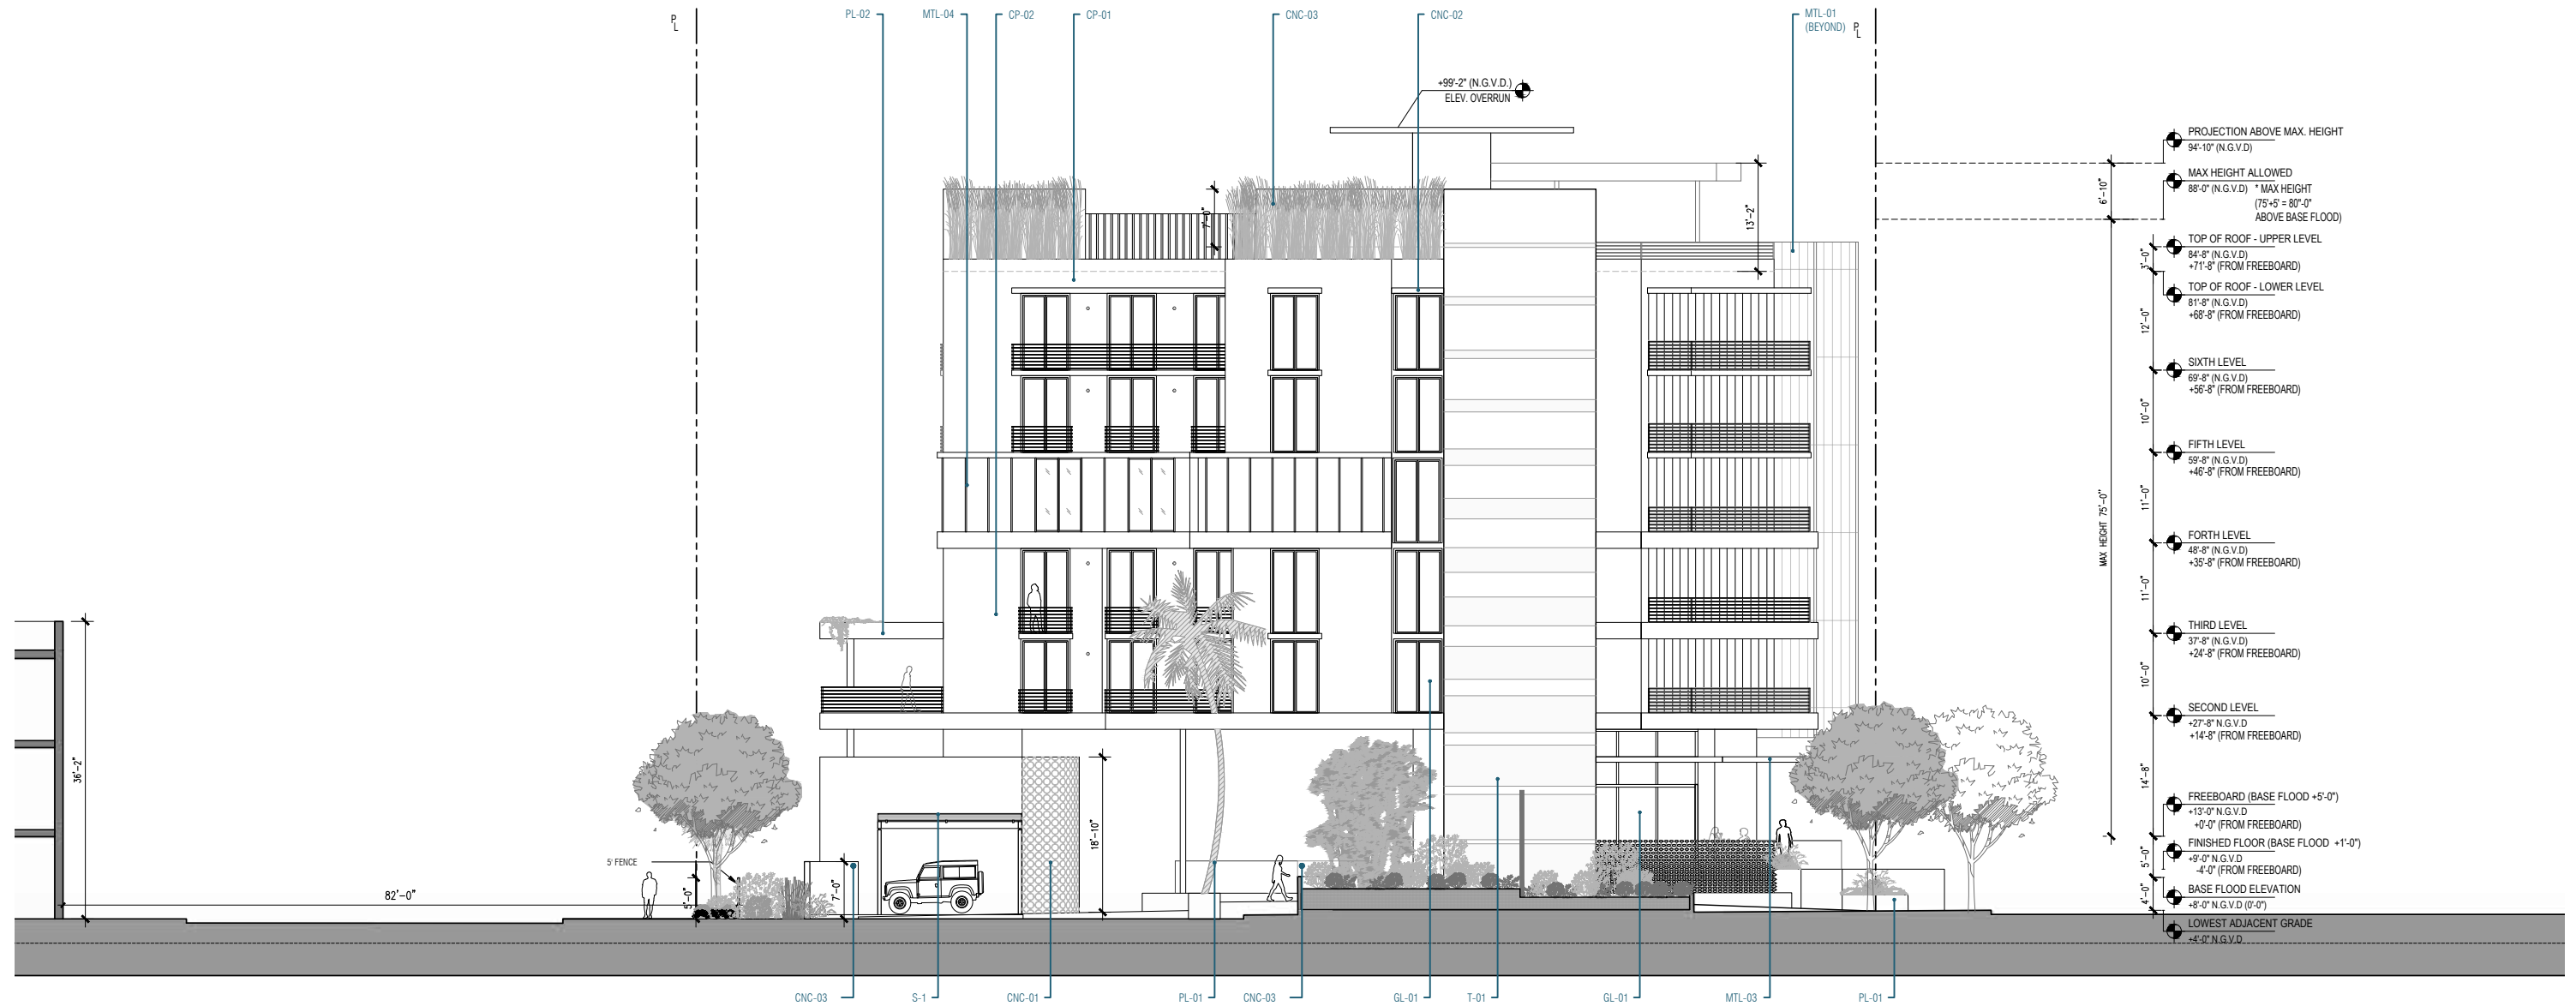 PL
PL-02
MTL-04
CP-02
CP-01
CNC-03
CNC-02
MTL-01
(BEYOND)
PL
+99'-2" (N.G.V.D.)
ELEV. OVERRUN
PROJECTION ABOVE MAX. HEIGHT
94'-10" (N.G.V.D)
MAX HEIGHT ALLOWED
88'-0" (N.G.V.D) * MAX HEIGHT
(75'+5' = 80"-0"
ABOVE BASE FLOOD)
TOP OF ROOF - UPPER LEVEL
84'-8" (N.G.V.D)
+71'-8" (FROM FREEBOARD)
TOP OF ROOF - LOWER LEVEL
81'-8" (N.G.V.D)
+68'-8" (FROM FREEBOARD)
SIXTH LEVEL
69'-8" (N.G.V.D)
+56'-8" (FROM FREEBOARD)
FIFTH LEVEL
59'-8" (N.G.V.D)
+46'-8" (FROM FREEBOARD)
FORTH LEVEL
48'-8" (N.G.V.D)
+35'-8" (FROM FREEBOARD)
THIRD LEVEL
37'-8" (N.G.V.D)
+24'-8" (FROM FREEBOARD)
SECOND LEVEL
+27'-8" N.G.V.D
+14'-8" (FROM FREEBOARD)
FREEBOARD (BASE FLOOD +5'-0")
+13'-0" N.G.V.D
+0'-0" (FROM FREEBOARD)
FINISHED FLOOR (BASE FLOOD +1'-0")
+9'-0" N.G.V.D
-4'-0" (FROM FREEBOARD)
BASE FLOOD ELEVATION
+8'-0" N.G.V.D (0'-0")
LOWEST ADJACENT GRADE
+4'-0" N.G.V.D
6'-10"
3'-0"
12'-0"
10'-0"
11'-0"
11'-0"
10'-0"
14'-8"
5'-0"
4'-0"
MAX HEIGHT 75'-0"
7'-0"
13'-2"
36'-2"
82'-0"
5' FENCE
5'-0"
7'-0"
18'-10"
CNC-03
S-1
CNC-01
PL-01
CNC-03
GL-01
T-01
GL-01
MTL-03
PL-01